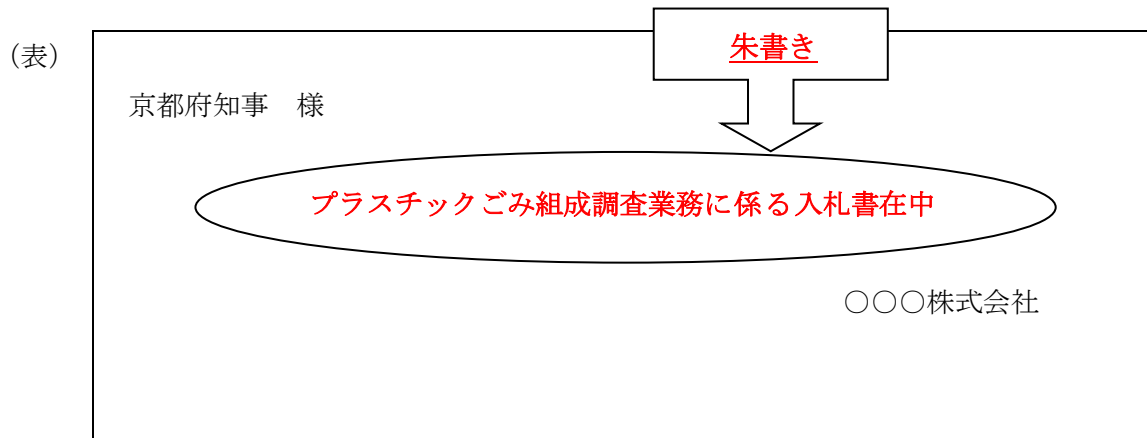 朱書き
(表)
京都府知事　様
プラスチックごみ組成調査業務に係る入札書在中
○○○株式会社